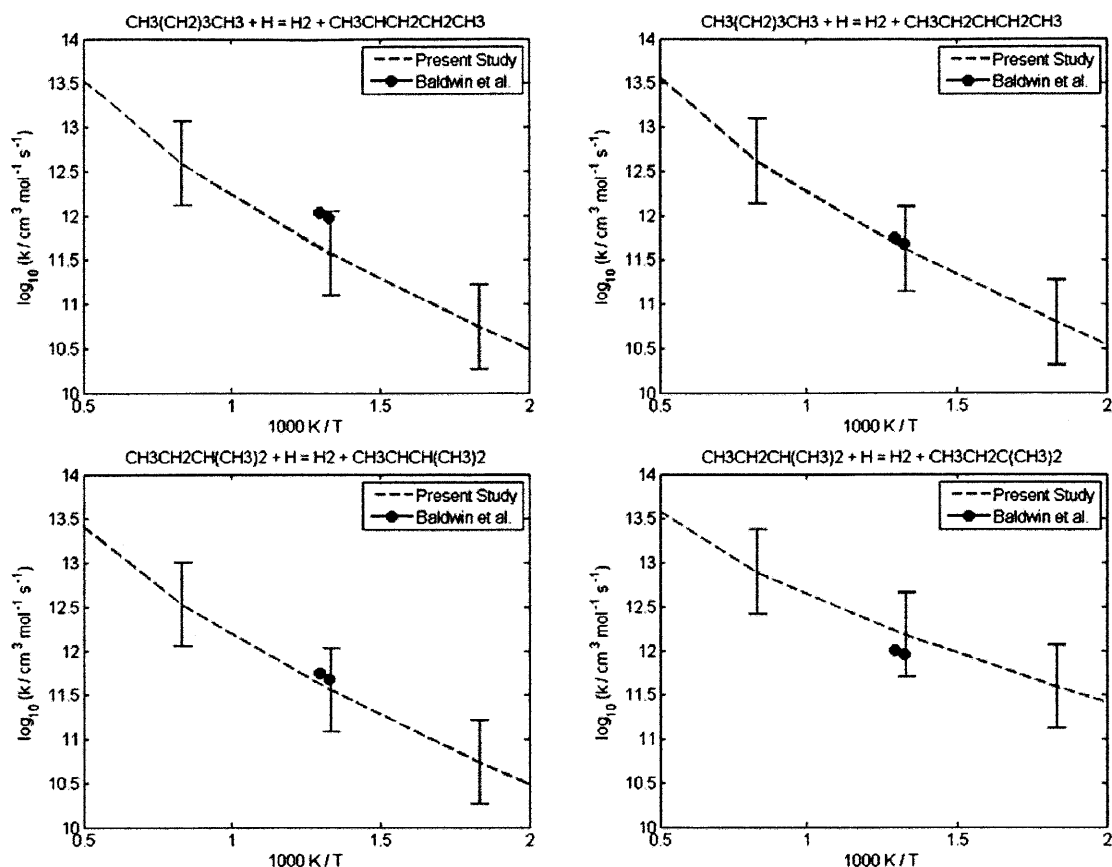 CH3(CH2)3CH3 + H = H2 + CH3CHCH2CH2CH3
14
13.5
13
12.5
12
11.5
11
10.5
10
log10 (k / cm3 mol-1 s-1)
0.5 1 1.5 2
1000 K / T
Present Study
Baldwin et al.
CH3(CH2)3CH3 + H = H2 + CH3CH2CHCH2CH3
14
13.5
13
12.5
12
11.5
11
10.5
10
log10 (k / cm3 mol-1 s-1)
0.5 1 1.5 2
1000 K / T
Present Study
Baldwin et al.
CH3CH2CH(CH3)2 + H = H2 + CH3CHCH(CH3)2
14
13.5
13
12.5
12
11.5
11
10.5
10
log10 (k / cm3 mol-1 s-1)
0.5 1 1.5 2
1000 K / T
Present Study
Baldwin et al.
CH3CH2CH(CH3)2 + H = H2 + CH3CH2C(CH3)2
14
13.5
13
12.5
12
11.5
11
10.5
10
log10 (k / cm3 mol-1 s-1)
0.5 1 1.5 2
1000 K / T
Present Study
Baldwin et al.